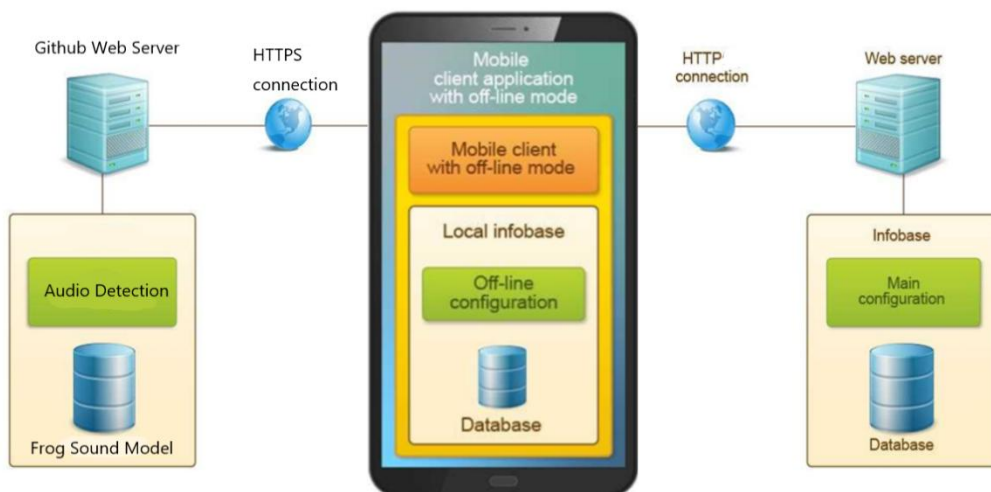 Github Web Server
HTTPS
connection
Mobile
client application
with off-line mode
HTTP
connection
Web server
Mobile client
with off-line mode
Local infobase
Off-line
configuration
Database
Audio Detection
Frog Sound Model
Infobase
Main
configuration
Database